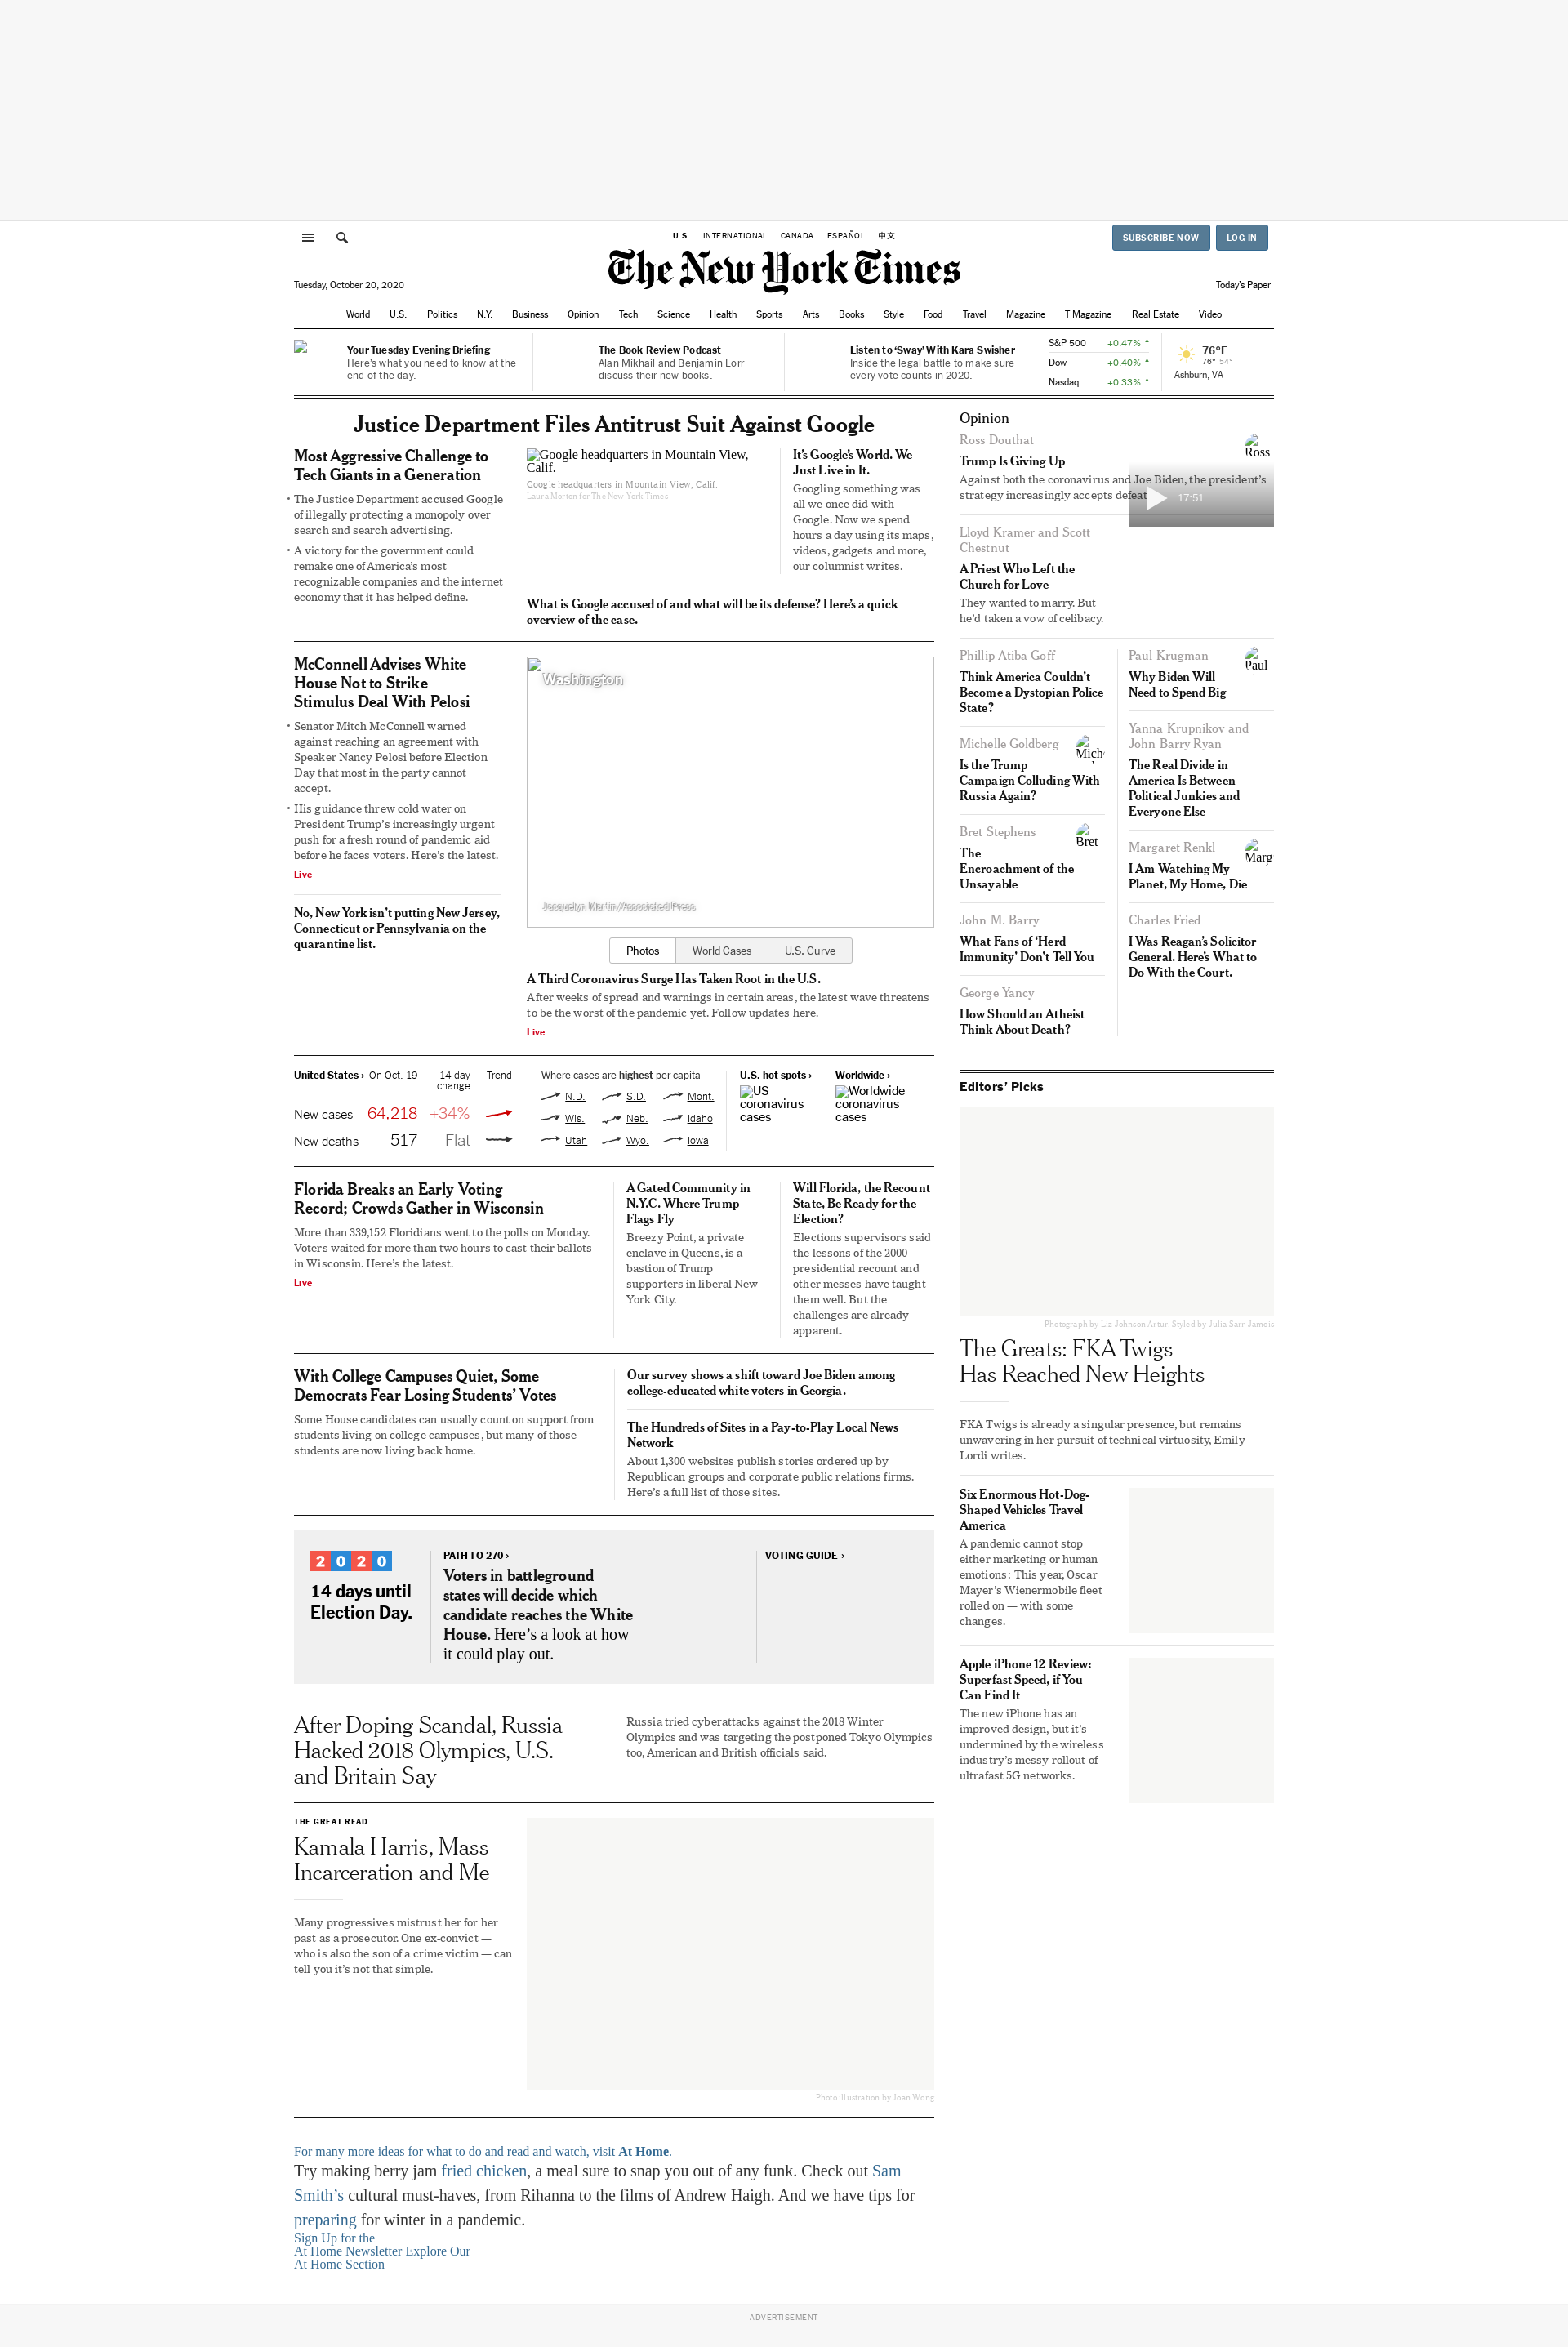 U.S. INTERNATIONAL CANADA ESPAÑOL 中文
SUBSCRIBE NOW LOG IN
The New York Times
Tuesday, October 20, 2020
Today's Paper
World U.S. Politics N.Y. Business Opinion Tech Science Health Sports Arts Books Style Food Travel Magazine T Magazine Real Estate Video
Your Tuesday Evening Briefing
Here's what you need to know at the
end of the day.
The Book Review Podcast
Alan Mikhail and Benjamin Lorr
discuss their new books.
Listen to 'Sway' With Kara Swisher
Inside the legal battle to make sure
every vote counts in 2020.
S&P 500 +0.47% ↑
Dow +0.40% ↑
Nasdaq +0.33% ↑
76°F
76° 54°
Ashburn, VA
Justice Department Files Antitrust Suit Against Google
Most Aggressive Challenge to
Tech Giants in a Generation
• The Justice Department accused Google
of illegally protecting a monopoly over
search and search advertising.
• A victory for the government could
remake one of America's most
recognizable companies and the internet
economy that it has helped define.
Google headquarters in Mountain View,
Calif.
Google headquarters in Mountain View, Calif.
Laura Morton for The New York Times
It's Google's World. We
Just Live in It.
Googling something was
all we once did with
Google. Now we spend
hours a day using its maps,
videos, gadgets and more,
our columnist writes.
What is Google accused of and what will be its defense? Here's a quick
overview of the case.
McConnell Advises White
House Not to Strike
Stimulus Deal With Pelosi
• Senator Mitch McConnell warned
against reaching an agreement with
Speaker Nancy Pelosi before Election
Day that most in the party cannot
accept.
• His guidance threw cold water on
President Trump's increasingly urgent
push for a fresh round of pandemic aid
before he faces voters. Here's the latest.
Live
No, New York isn't putting New Jersey,
Connecticut or Pennsylvania on the
quarantine list.
Washington
Jacquelyn Martin/Associated Press
Photos World Cases U.S. Curve
A Third Coronavirus Surge Has Taken Root in the U.S.
After weeks of spread and warnings in certain areas, the latest wave threatens
to be the worst of the pandemic yet. Follow updates here.
Live
United States › On Oct. 19 14-day
change Trend
New cases 64,218 +34%
New deaths 517 Flat
Where cases are highest per capita
N.D. S.D. Mont.
Wis. Neb. Idaho
Utah Wyo. Iowa
U.S. hot spots ›
US
coronavirus
cases
Worldwide ›
Worldwide
coronavirus
cases
Florida Breaks an Early Voting
Record; Crowds Gather in Wisconsin
More than 339,152 Floridians went to the polls on Monday.
Voters waited for more than two hours to cast their ballots
in Wisconsin. Here's the latest.
Live
A Gated Community in
N.Y.C. Where Trump
Flags Fly
Breezy Point, a private
enclave in Queens, is a
bastion of Trump
supporters in liberal New
York City.
Will Florida, the Recount
State, Be Ready for the
Election?
Elections supervisors said
the lessons of the 2000
presidential recount and
other messes have taught
them well. But the
challenges are already
apparent.
With College Campuses Quiet, Some
Democrats Fear Losing Students' Votes
Some House candidates can usually count on support from
students living on college campuses, but many of those
students are now living back home.
Our survey shows a shift toward Joe Biden among
college-educated white voters in Georgia.
The Hundreds of Sites in a Pay-to-Play Local News
Network
About 1,300 websites publish stories ordered up by
Republican groups and corporate public relations firms.
Here's a full list of those sites.
2020
14 days until
Election Day.
PATH TO 270 ›
Voters in battleground
states will decide which
candidate reaches the White
House. Here's a look at how
it could play out.
VOTING GUIDE ›
After Doping Scandal, Russia
Hacked 2018 Olympics, U.S.
and Britain Say
Russia tried cyberattacks against the 2018 Winter
Olympics and was targeting the postponed Tokyo Olympics
too, American and British officials said.
THE GREAT READ
Kamala Harris, Mass
Incarceration and Me
Many progressives mistrust her for her
past as a prosecutor. One ex-convict —
who is also the son of a crime victim — can
tell you it's not that simple.
Photo illustration by Joan Wong
For many more ideas for what to do and read and watch, visit At Home.
Try making berry jam fried chicken, a meal sure to snap you out of any funk. Check out Sam
Smith's cultural must-haves, from Rihanna to the films of Andrew Haigh. And we have tips for
preparing for winter in a pandemic.
Sign Up for the
At Home Newsletter Explore Our
At Home Section
Opinion
Ross Douthat
Ross
Trump Is Giving Up
Against both the coronavirus and Joe Biden, the president's
strategy increasingly accepts defeat
17:51
Lloyd Kramer and Scott
Chestnut
A Priest Who Left the
Church for Love
They wanted to marry. But
he'd taken a vow of celibacy.
Phillip Atiba Goff
Think America Couldn't
Become a Dystopian Police
State?
Michelle Goldberg
Mich
Is the Trump
Campaign Colluding With
Russia Again?
Bret Stephens
Bret
The
Encroachment of the
Unsayable
John M. Barry
What Fans of 'Herd
Immunity' Don't Tell You
George Yancy
How Should an Atheist
Think About Death?
Paul Krugman
Paul
Why Biden Will
Need to Spend Big
Yanna Krupnikov and
John Barry Ryan
The Real Divide in
America Is Between
Political Junkies and
Everyone Else
Margaret Renkl
Marg
I Am Watching My
Planet, My Home, Die
Charles Fried
I Was Reagan's Solicitor
General. Here's What to
Do With the Court.
Editors' Picks
Photograph by Liz Johnson Artur. Styled by Julia Sarr-Jamois
The Greats: FKA Twigs
Has Reached New Heights
FKA Twigs is already a singular presence, but remains
unwavering in her pursuit of technical virtuosity, Emily
Lordi writes.
Six Enormous Hot-Dog-
Shaped Vehicles Travel
America
A pandemic cannot stop
either marketing or human
emotions: This year, Oscar
Mayer's Wienermobile fleet
rolled on — with some
changes.
Apple iPhone 12 Review:
Superfast Speed, if You
Can Find It
The new iPhone has an
improved design, but it's
undermined by the wireless
industry's messy rollout of
ultrafast 5G networks.
ADVERTISEMENT